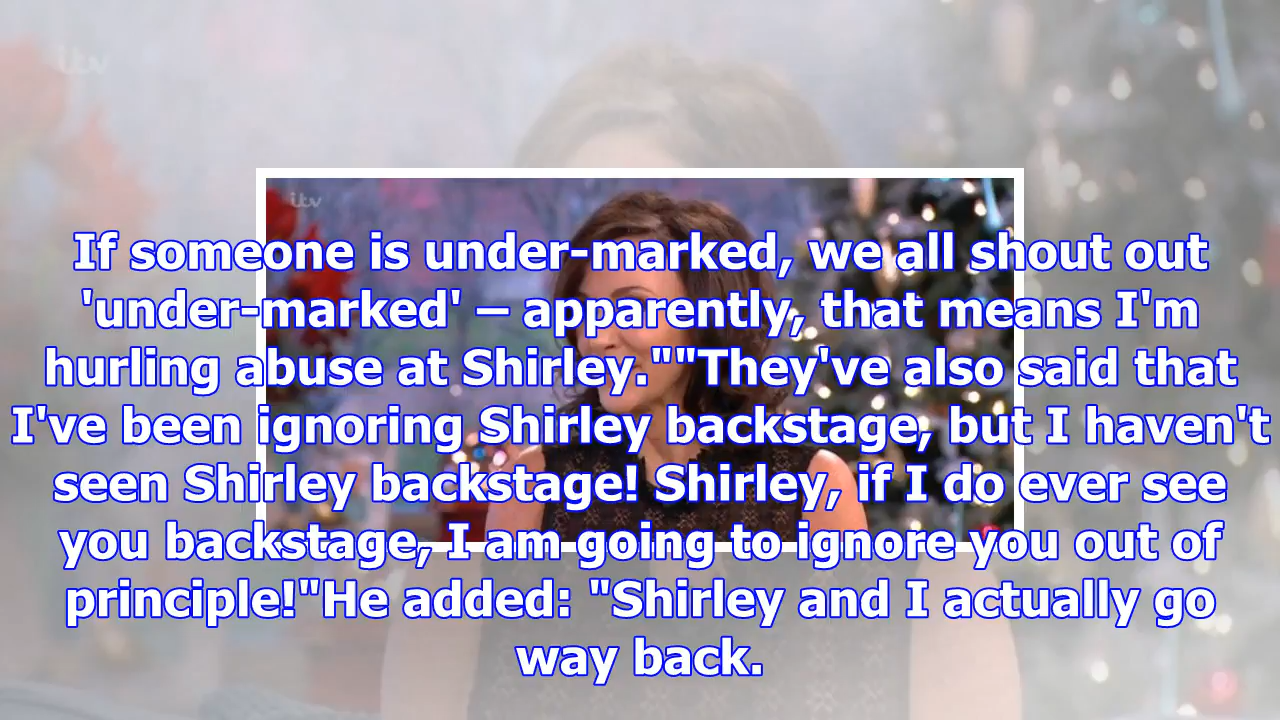 itv
itv
If someone is under-marked, we all shout out
'under-marked' – apparently, that means I'm
hurling abuse at Shirley.""They've also said that
I've been ignoring Shirley backstage, but I haven't
seen Shirley backstage! Shirley, if I do ever see
you backstage, I am going to ignore you out of
principle!"He added: "Shirley and I actually go
way back.